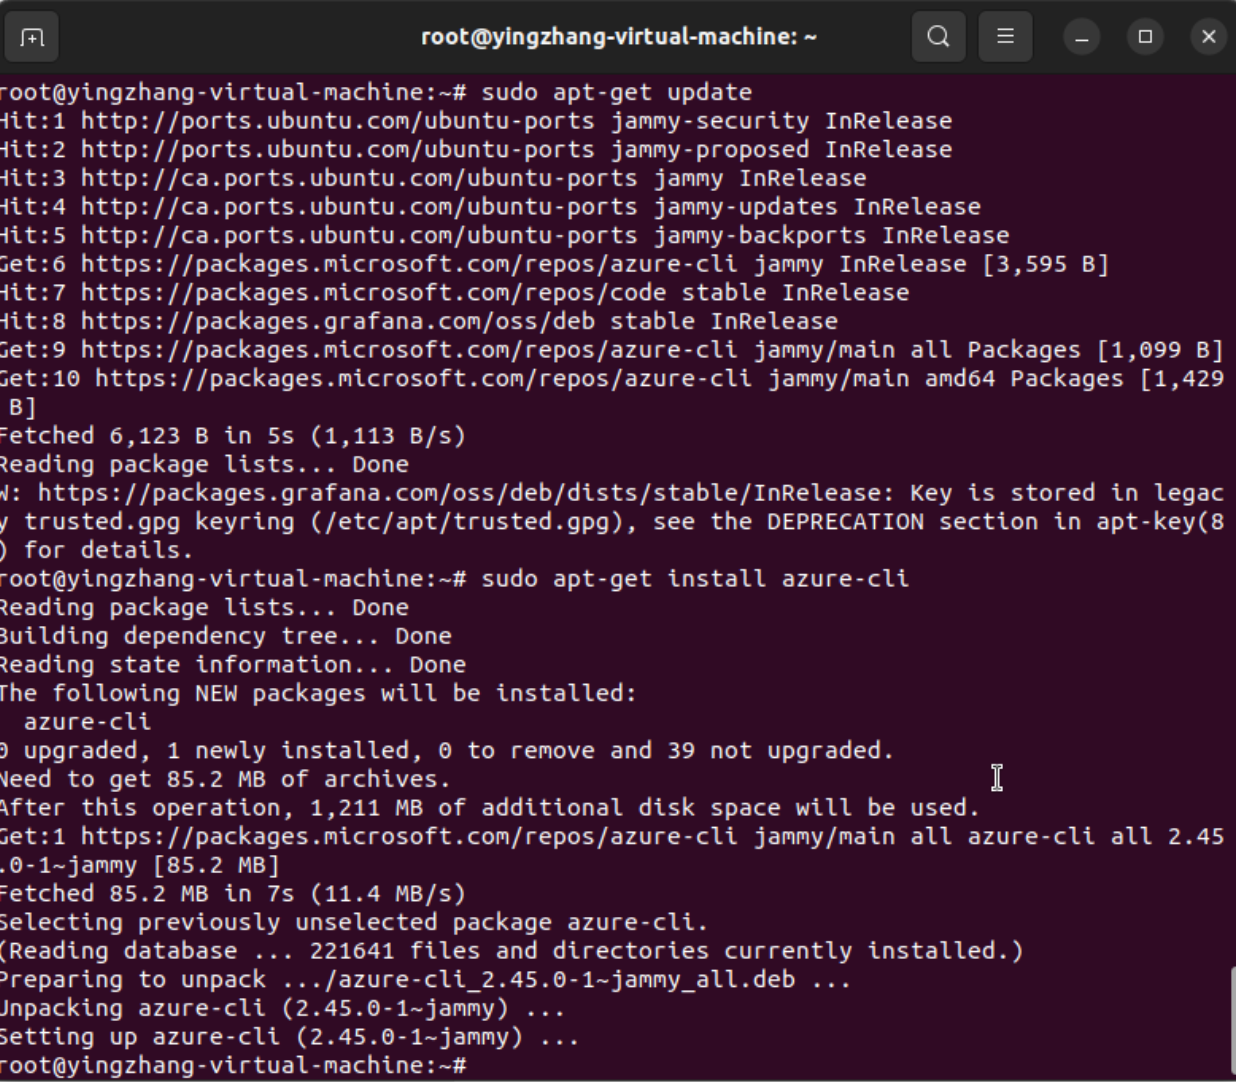 root@yingzhang-virtual-machine: ~
root@yingzhang-virtual-machine:~# sudo apt-get update
Hit:1 http://ports.ubuntu.com/ubuntu-ports jammy-security InRelease
Hit:2 http://ports.ubuntu.com/ubuntu-ports jammy-proposed InRelease
Hit:3 http://ca.ports.ubuntu.com/ubuntu-ports jammy InRelease
Hit:4 http://ca.ports.ubuntu.com/ubuntu-ports jammy-updates InRelease
Hit:5 http://ca.ports.ubuntu.com/ubuntu-ports jammy-backports InRelease
Get:6 https://packages.microsoft.com/repos/azure-cli jammy InRelease [3,595 B]
Hit:7 https://packages.microsoft.com/repos/code stable InRelease
Hit:8 https://packages.grafana.com/oss/deb stable InRelease
Get:9 https://packages.microsoft.com/repos/azure-cli jammy/main all Packages [1,099 B]
Get:10 https://packages.microsoft.com/repos/azure-cli jammy/main amd64 Packages [1,429
B]
Fetched 6,123 B in 5s (1,113 B/s)
Reading package lists... Done
W: https://packages.grafana.com/oss/deb/dists/stable/InRelease: Key is stored in legac
y trusted.gpg keyring (/etc/apt/trusted.gpg), see the DEPRECATION section in apt-key(8
) for details.
root@yingzhang-virtual-machine:~# sudo apt-get install azure-cli
Reading package lists... Done
Building dependency tree... Done
Reading state information... Done
The following NEW packages will be installed:
azure-cli
0 upgraded, 1 newly installed, 0 to remove and 39 not upgraded.
Need to get 85.2 MB of archives.
After this operation, 1,211 MB of additional disk space will be used.
Get:1 https://packages.microsoft.com/repos/azure-cli jammy/main all azure-cli all 2.45
.0-1~jammy [85.2 MB]
Fetched 85.2 MB in 7s (11.4 MB/s)
Selecting previously unselected package azure-cli.
(Reading database ... 221641 files and directories currently installed.)
Preparing to unpack .../azure-cli_2.45.0-1~jammy_all.deb ...
Unpacking azure-cli (2.45.0-1~jammy) ...
Setting up azure-cli (2.45.0-1~jammy) ...
root@yingzhang-virtual-machine:~#